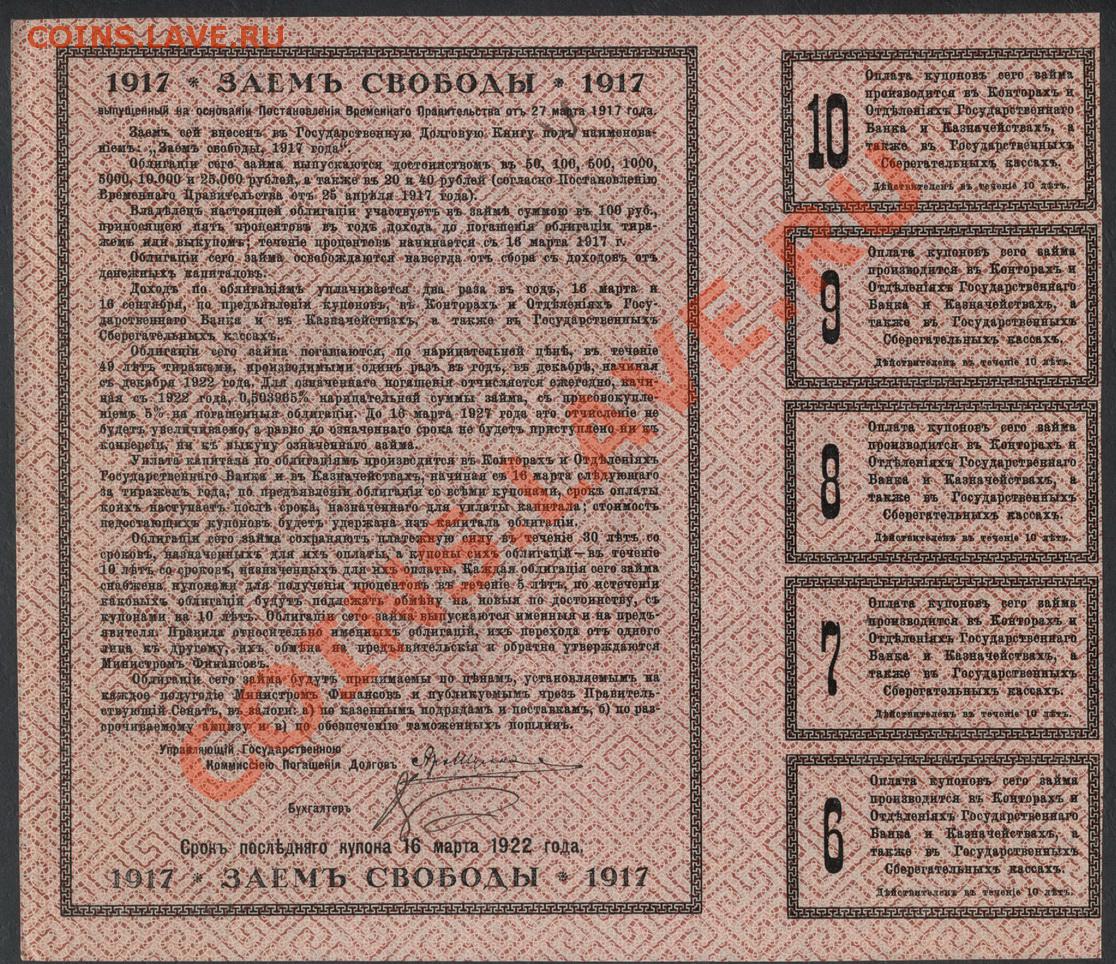 COINS.LAVE.RU
1917 * ЗАЕМЪ СВОБОДЫ * 1917
выпущенный на основаніи Постановленія Временнаго Правительства отъ 27 марта 1917 года.
Заемъ сей внесенъ въ Государственную Долговую Книгу подъ наименова-
ніемъ: „Заемъ свободы, 1917 года“.
Облигаціи сего займа выпускаются достоинствомъ въ 50, 100, 500, 1000,
5000, 10.000 и 25.000 рублей, а также въ 20 и 40 рублей (согласно Постановленію
Временнаго Правительства отъ 25 апрѣля 1917 года).
Владѣлецъ настоящей облигаціи участвуетъ въ займѣ суммою въ 100 руб.,
приносящею пять процентовъ въ годъ дохода до погашенія облигаціи тира-
жемъ или выкупомъ; теченіе процентовъ начинается съ 16 марта 1917 г.
Облигаціи сего займа освобождаются навсегда отъ сбора съ доходовъ отъ
денежныхъ капиталовъ.
Доходъ по облигаціямъ уплачивается два раза въ годъ, 16 марта и
16 сентября, по предъявленіи купоновъ, въ Конторахъ и Отдѣленіяхъ Госу-
дарственнаго Банка и въ Казначействахъ, а также въ Государственныхъ
Сберегательныхъ кассахъ.
Облигаціи сего займа погашаются, по нарицательной цѣнѣ, въ теченіе
49 лѣтъ тиражами, производимыми одинъ разъ въ годъ, въ декабрѣ, начиная
съ декабря 1922 года. Для означеннаго погашенія отчисляется ежегодно, начи-
ная съ 1922 года, 0,503965% нарицательной суммы займа, съ присовокупле-
ніемъ 5% на погашенныя облигаціи. До 16 марта 1927 года это отчисленіе не
будетъ увеличиваемо, а равно до означеннаго срока не будетъ приступлено ни къ
конверсіи, ни къ выкупу означеннаго займа.
Уплата капитала по облигаціямъ производится въ Конторахъ и Отдѣленіяхъ
Государственнаго Банка и въ Казначействахъ, начиная съ 16 марта слѣдующаго
за тиражемъ года, по предъявленіи облигаціи со всѣми купонами, срокъ оплаты
коихъ наступаетъ послѣ срока, назначеннаго для уплаты капитала; стоимость
недостающихъ купоновъ будетъ удержана изъ капитала облигаціи.
Облигаціи сего займа сохраняютъ платежную силу въ теченіе 30 лѣтъ со
сроковъ, назначенныхъ для ихъ оплаты, а купоны сихъ облигацій—въ теченіе
10 лѣтъ со сроковъ, назначенныхъ для ихъ оплаты. Каждая облигація сего займа
снабжена купонами для полученія процентовъ въ теченіе 5 лѣтъ, по истеченіи
каковыхъ облигаціи будутъ подлежать обмѣну на новыя по достоинству, съ
купонами на 10 лѣтъ. Облигаціи сего займа выпускаются именныя и на предъ-
явителя. Правила относительно именныхъ облигацій, ихъ перехода отъ одного
лица къ другому, ихъ обмѣна на предъявительскія и обратно утверждаются
Министромъ Финансовъ.
Облигаціи сего займа будутъ принимаемы по цѣнамъ, установляемымъ на
каждое полугодіе Министромъ Финансовъ и публикуемымъ чрезъ Правитель-
ствующій Сенатъ, въ залоги: а) по казеннымъ подрядамъ и поставкамъ, б) по раз-
срочиваемому акцизу и в) по обезпеченію таможенныхъ пошлинъ.
Управляющій Государственною
Коммисіею Погашенія Долговъ
Бухгалтеръ
Срокъ послѣдняго купона 16 марта 1922 года.
1917 * ЗАЕМЪ СВОБОДЫ * 1917
10
Оплата купоновъ сего займа
производится въ Конторахъ и
Отдѣленіяхъ Государственнаго
Банка и Казначействахъ, а
также въ Государственныхъ
Сберегательныхъ кассахъ.
Дѣйствителенъ въ теченіе 10 лѣтъ.
9
Оплата купоновъ сего займа
производится въ Конторахъ и
Отдѣленіяхъ Государственнаго
Банка и Казначействахъ, а
также въ Государственныхъ
Сберегательныхъ кассахъ.
Дѣйствителенъ въ теченіе 10 лѣтъ.
8
Оплата купоновъ сего займа
производится въ Конторахъ и
Отдѣленіяхъ Государственнаго
Банка и Казначействахъ, а
также въ Государственныхъ
Сберегательныхъ кассахъ.
Дѣйствителенъ въ теченіе 10 лѣтъ.
7
Оплата купоновъ сего займа
производится въ Конторахъ и
Отдѣленіяхъ Государственнаго
Банка и Казначействахъ, а
также въ Государственныхъ
Сберегательныхъ кассахъ.
Дѣйствителенъ въ теченіе 10 лѣтъ.
6
Оплата купоновъ сего займа
производится въ Конторахъ и
Отдѣленіяхъ Государственнаго
Банка и Казначействахъ, а
также въ Государственныхъ
Сберегательныхъ кассахъ.
Дѣйствителенъ въ теченіе 10 лѣтъ.
COINS.LAVE.RU